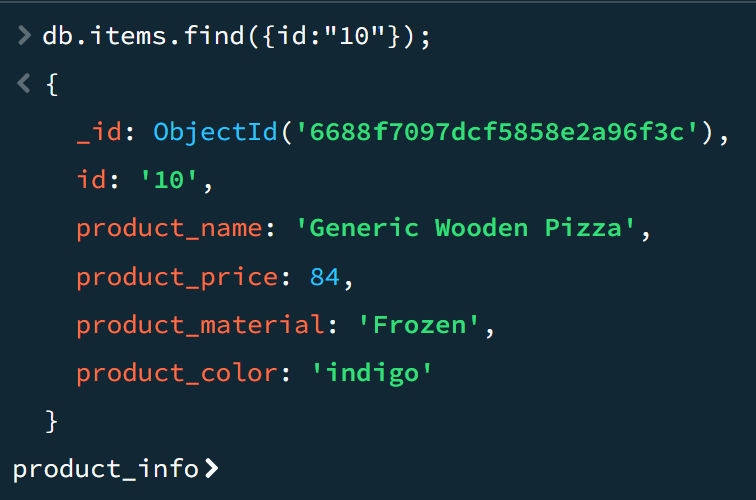 > db.items.find({id:"10"});
< {
_id: ObjectId('6688f7097dcf5858e2a96f3c'),
id: '10',
product_name: 'Generic Wooden Pizza',
product_price: 84,
product_material: 'Frozen',
product_color: 'indigo'
}
product_info>